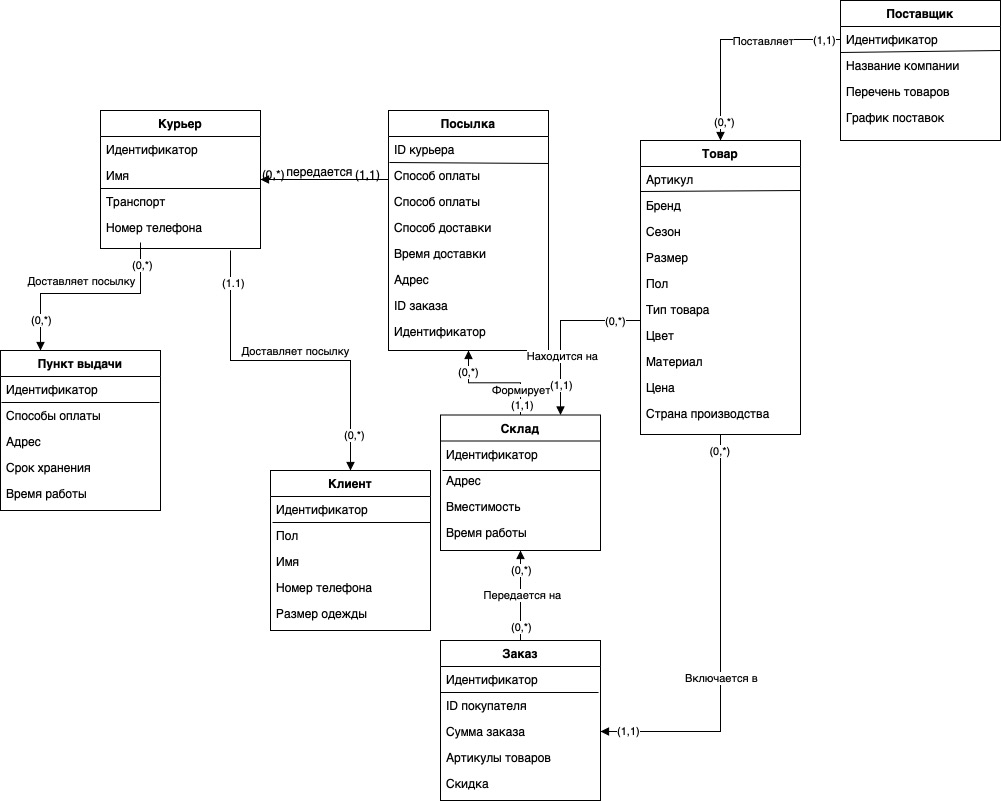 Поставщик
Идентификатор
Название компании
Перечень товаров
График поставок
Поставляет
(1,1)
(0,*)
Товар
Артикул
Бренд
Сезон
Размер
Пол
Тип товара
Цвет
Материал
Цена
Страна производства
Курьер
Идентификатор
Имя
Транспорт
Номер телефона
(0,*)
передается
(1,1)
Посылка
ID курьера
Способ оплаты
Способ оплаты
Способ доставки
Время доставки
Адрес
ID заказа
Идентификатор
(0,*)
Доставляет посылку
(0,*)
(1.1)
Доставляет посылку
(0,*)
Пункт выдачи
Идентификатор
Способы оплаты
Адрес
Срок хранения
Время работы
Клиент
Идентификатор
Пол
Имя
Номер телефона
Размер одежды
(0,*)
Находится на
(1,1)
(0,*)
Формирует
(1,1)
Склад
Идентификатор
Адрес
Вместимость
Время работы
(0,*)
Передается на
(0,*)
Заказ
Идентификатор
ID покупателя
Сумма заказа
Артикулы товаров
Скидка
(0,*)
Включается в
(1,1)